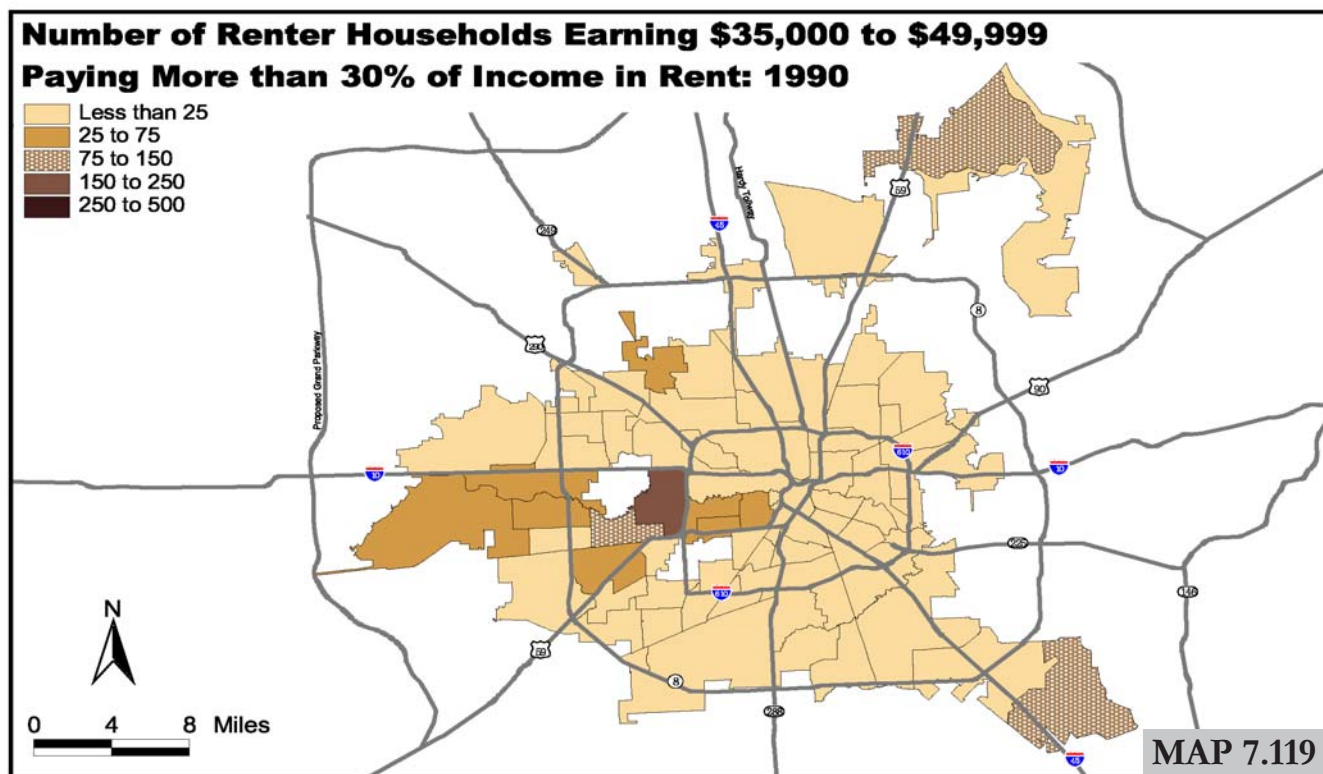 Number of Renter Households Earning $35,000 to $49,999
Paying More than 30% of Income in Rent: 1990
Less than 25
25 to 75
75 to 150
150 to 250
250 to 500
Hardy Tollway
59
45
249
8
290
90
Proposed Grand Parkway
610
10
10
225
610
146
N
59
8
288
0 4 8 Miles
45
MAP 7.119